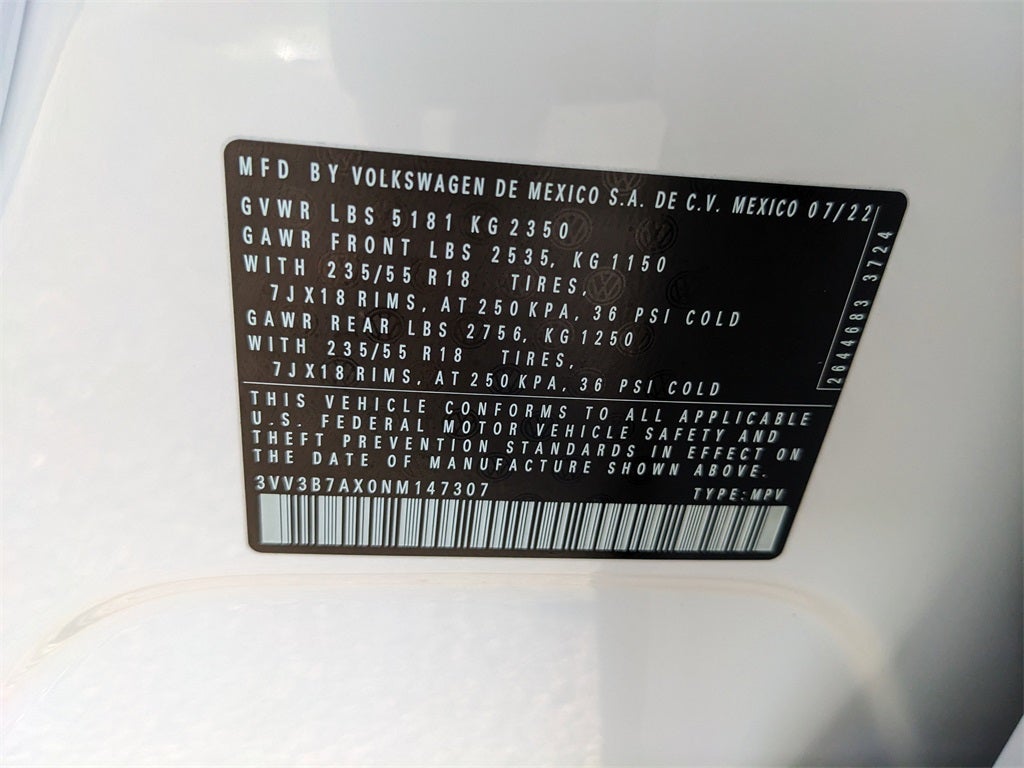 MFD BY VOLKSWAGEN DE MEXICO S.A. DE C.V. MEXICO 07/22
GVWR LBS 5181 KG 2350
GAWR FRONT LBS 2535, KG 1150
WITH 235/55 R18 TIRES,
7JX18 RIMS, AT 250 KPA, 36 PSI COLD
GAWR REAR LBS 2756, KG 1250
WITH 235/55 R18 TIRES,
7JX18 RIMS, AT 250 KPA, 36 PSI COLD
2644683 3724
THIS VEHICLE CONFORMS TO ALL APPLICABLE
U.S. FEDERAL MOTOR VEHICLE SAFETY AND
THEFT PREVENTION STANDARDS IN EFFECT ON
THE DATE OF MANUFACTURE SHOWN ABOVE.
3VV3B7AX0NM147307 TYPE: MPV